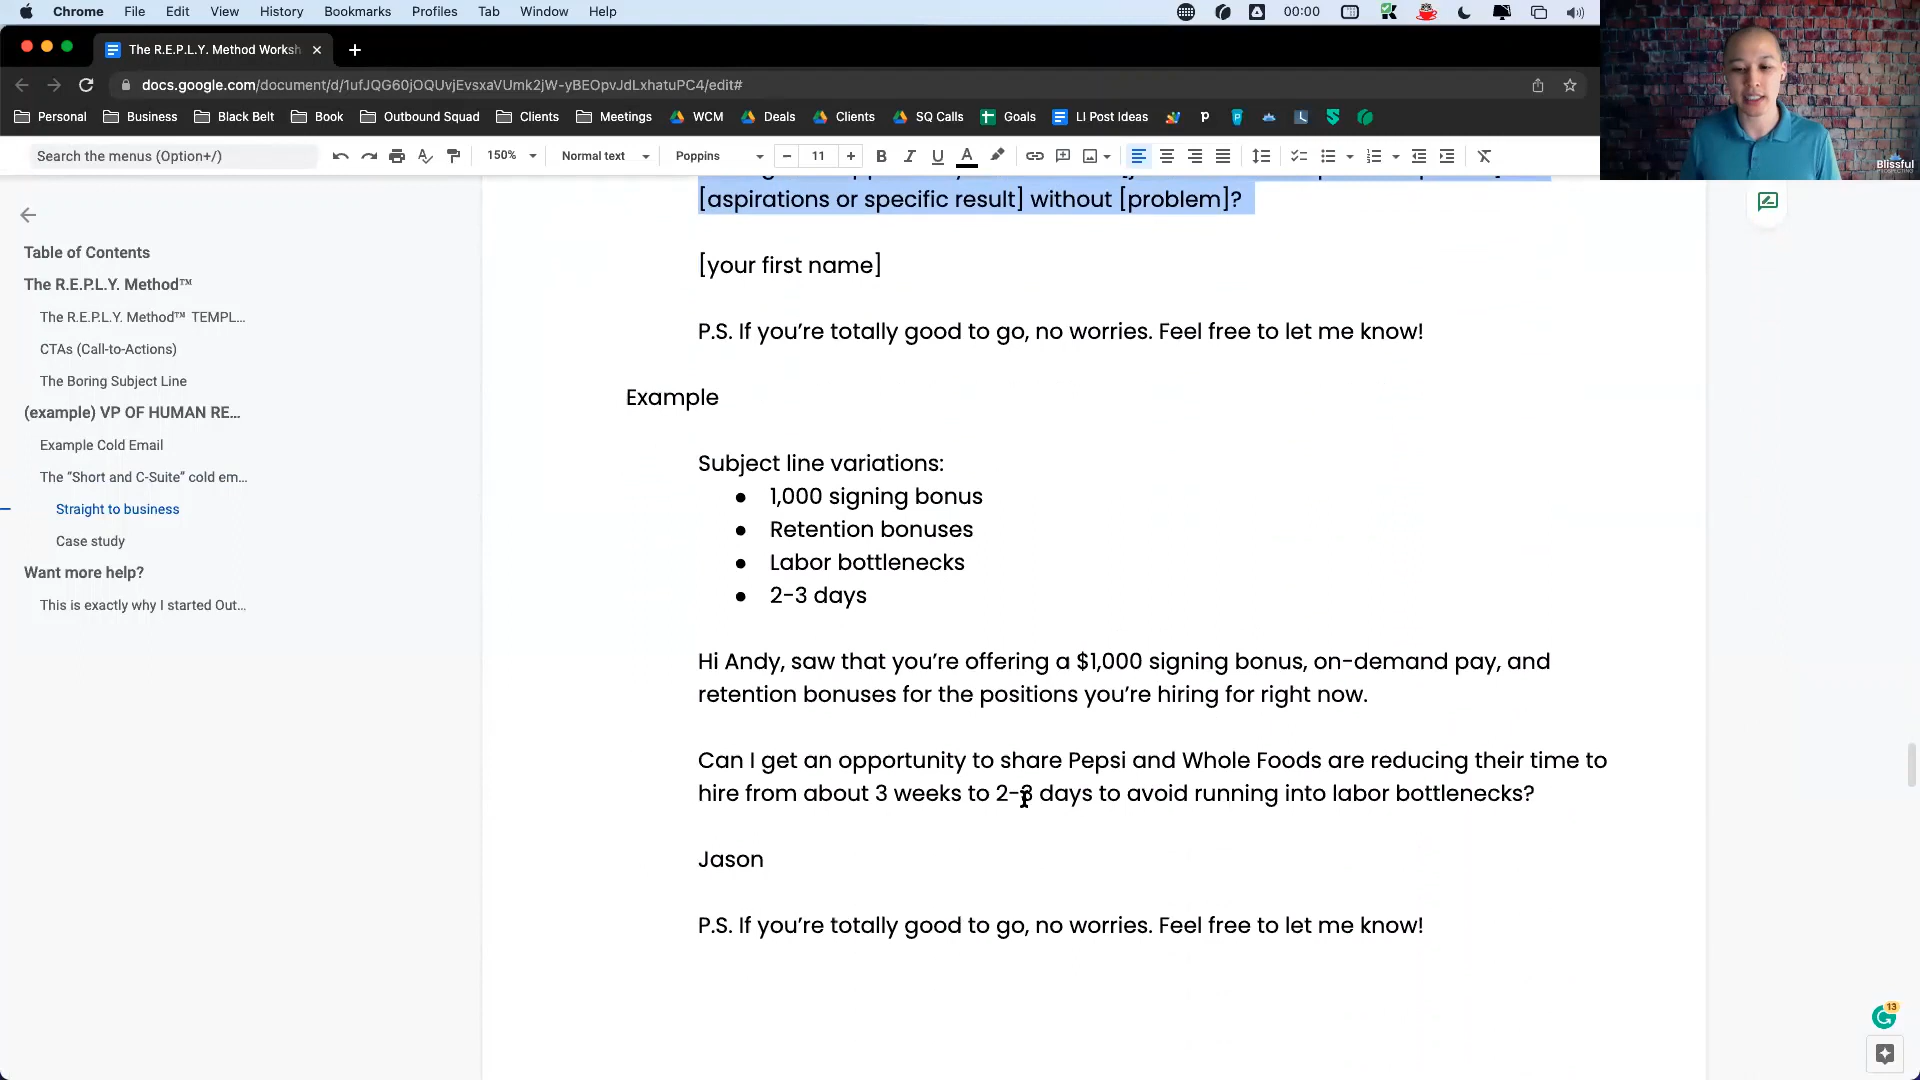 Chrome File Edit View History Bookmarks Profiles Tab Window Help 00:00
The R.E.P.L.Y. Method Worksh
docs.google.com/document/d/1ufJQG60jOQUvjEvsxaVUmk2jW-yBEOpvJdLxhatuPC4/edit#
Personal Business Black Belt Book Outbound Squad Clients Meetings WCM Deals Clients SQ Calls Goals LI Post Ideas
Blissful
Search the menus (Option+/) 150% Normal text Poppins 11
Table of Contents
The R.E.P.L.Y. Method™
The R.E.P.L.Y. Method™ TEMPL...
CTAs (Call-to-Actions)
The Boring Subject Line
(example) VP OF HUMAN RE...
Example Cold Email
The "Short and C-Suite" cold em...
Straight to business
Case study
Want more help?
This is exactly why I started Out...
[aspirations or specific result] without [problem]?
[your first name]
P.S. If you're totally good to go, no worries. Feel free to let me know!
Example
Subject line variations:
● 1,000 signing bonus
● Retention bonuses
● Labor bottlenecks
● 2-3 days
Hi Andy, saw that you're offering a $1,000 signing bonus, on-demand pay, and
retention bonuses for the positions you're hiring for right now.
Can I get an opportunity to share Pepsi and Whole Foods are reducing their time to
hire from about 3 weeks to 2-3 days to avoid running into labor bottlenecks?
Jason
P.S. If you're totally good to go, no worries. Feel free to let me know!
13